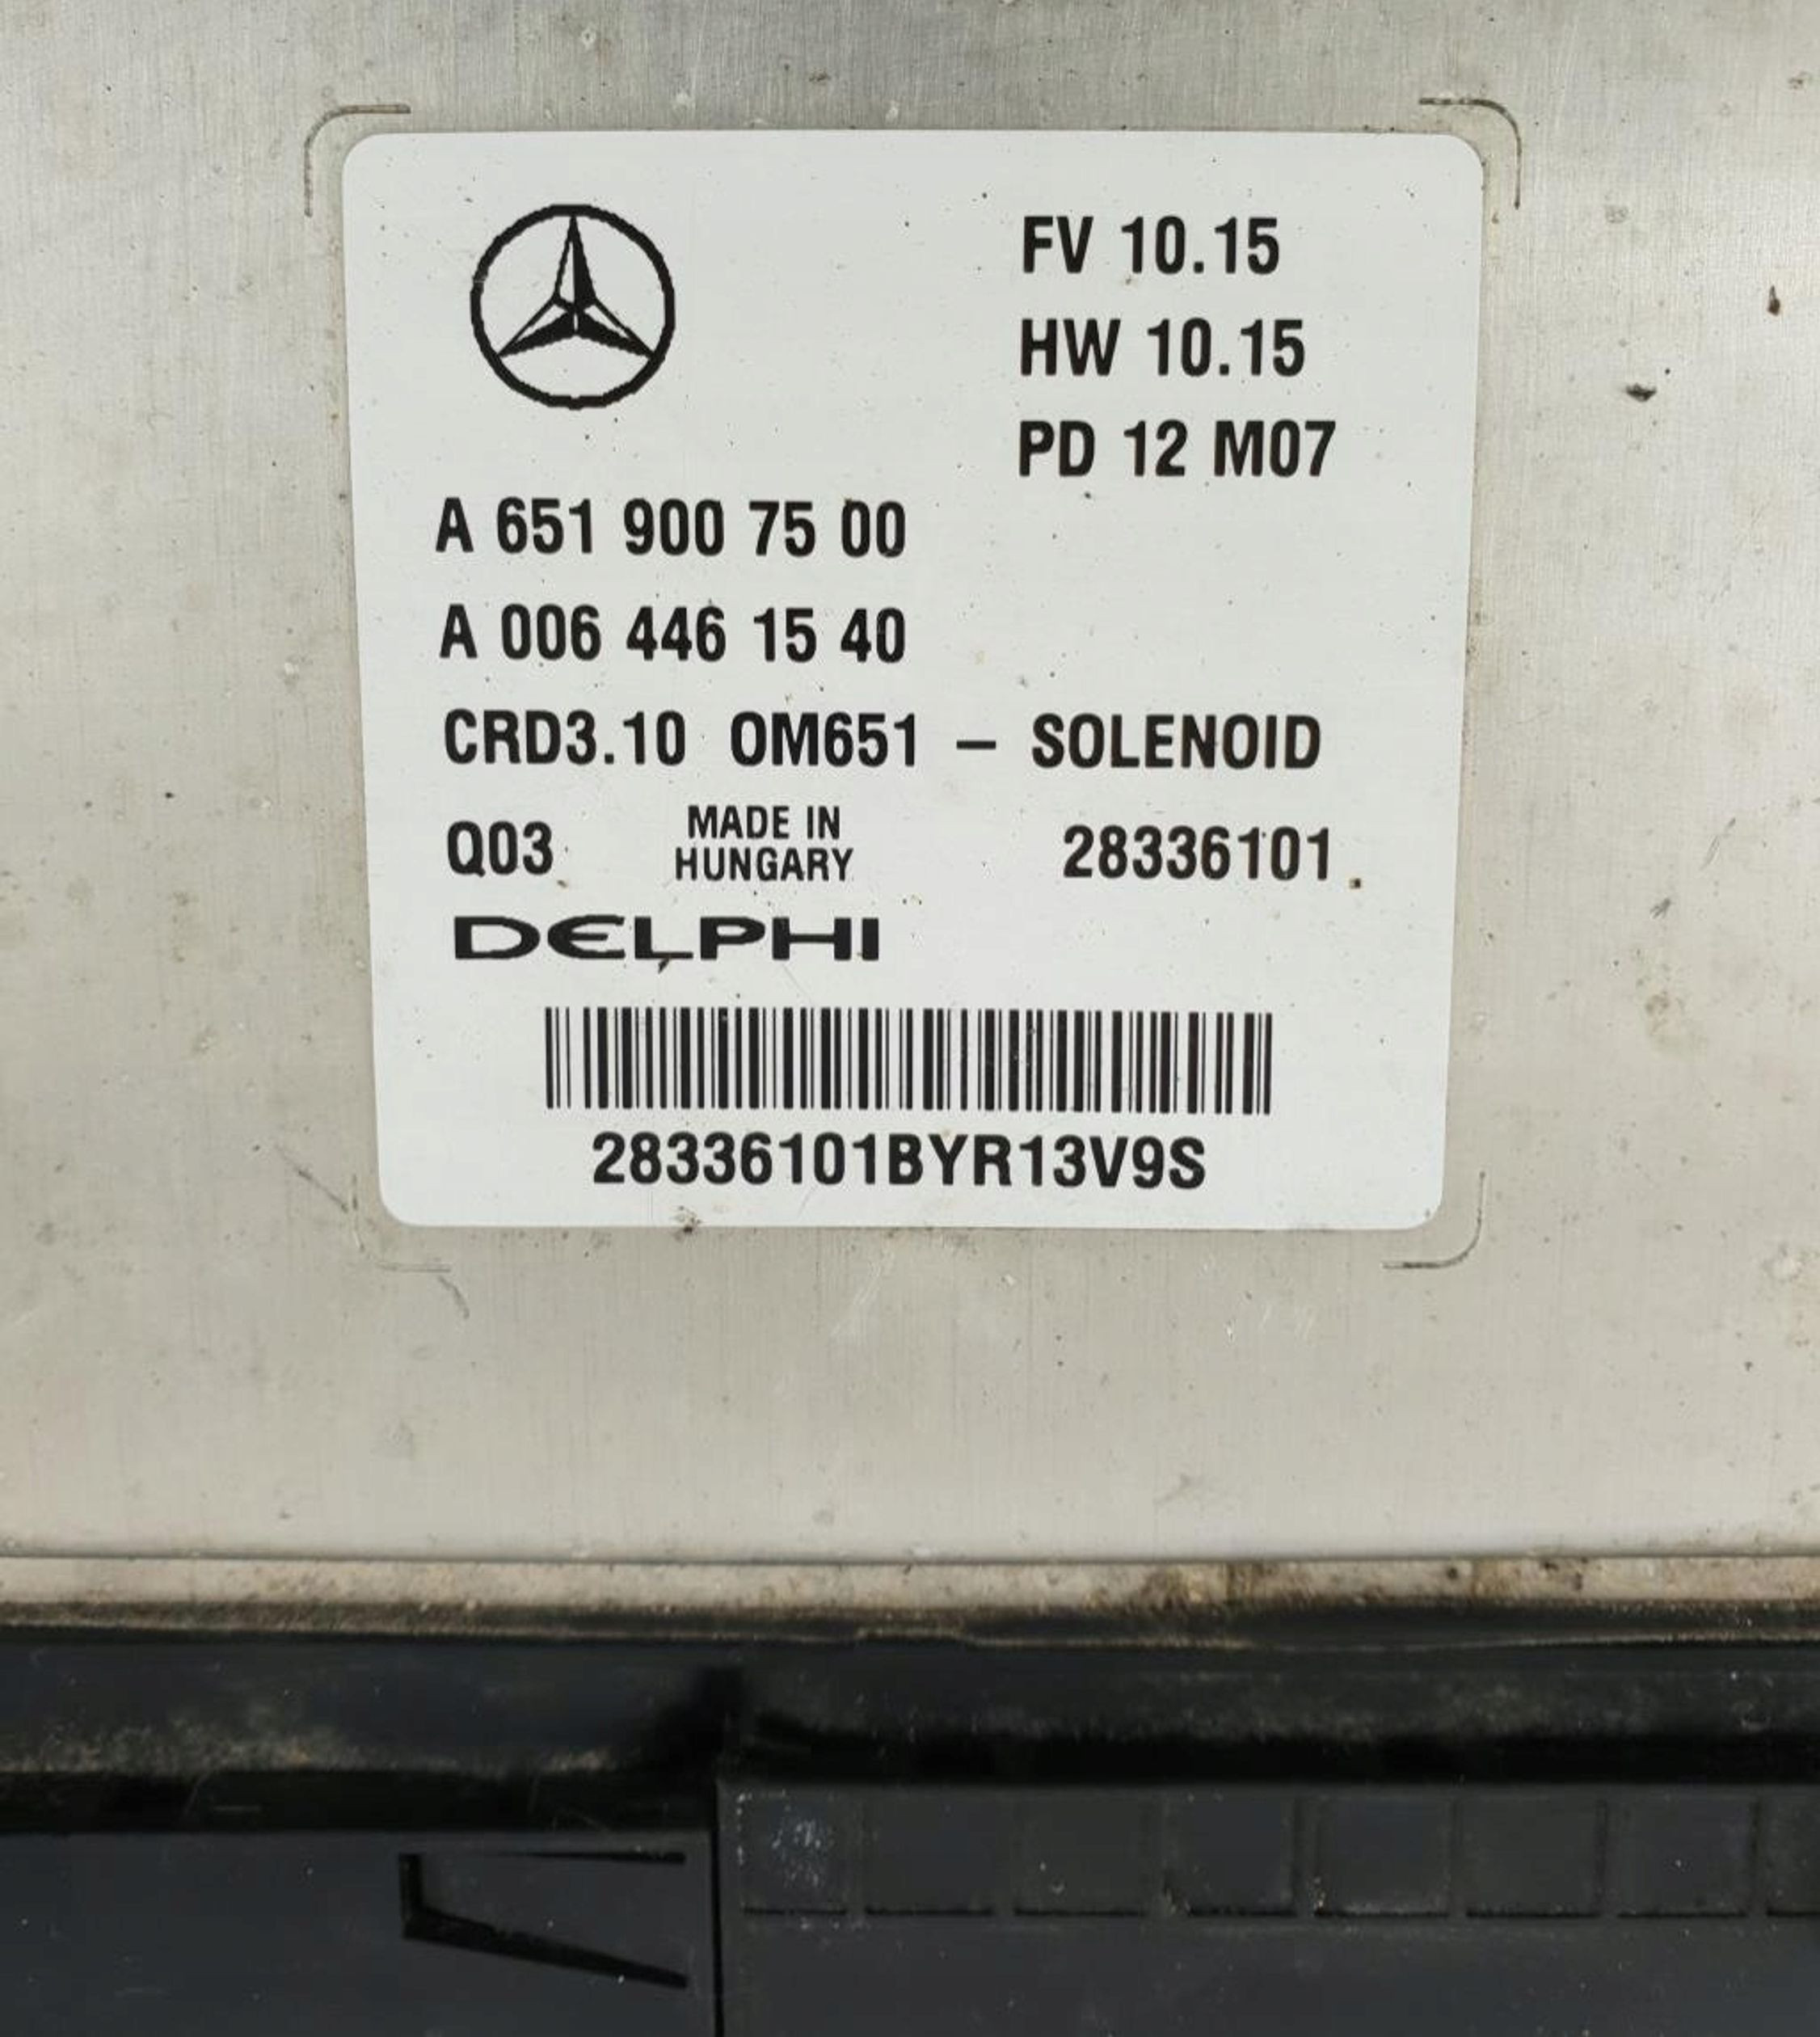 FV 10.15
HW 10.15
PD 12 M07
A 651 900 75 00
A 006 446 15 40
CRD3.10 OM651 – SOLENOID
Q03 MADE IN HUNGARY 28336101
DELPHI
28336101BYR13V9S